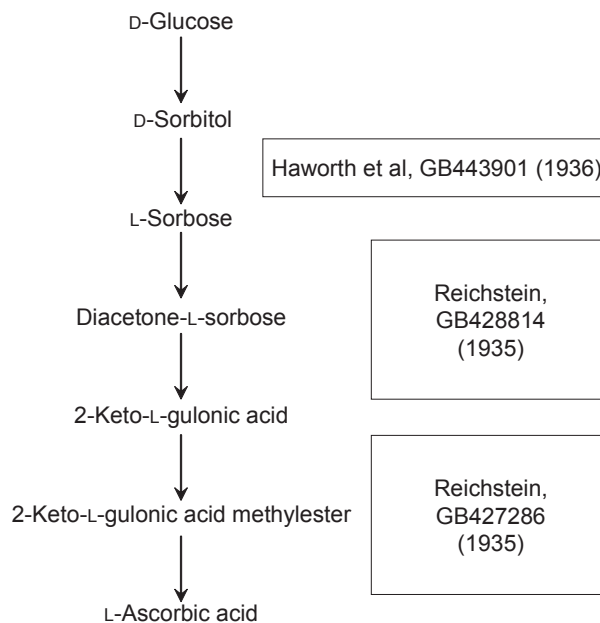 D-Glucose
D-Sorbitol
Haworth et al, GB443901 (1936)
L-Sorbose
Diacetone-L-sorbose
Reichstein,
GB428814
(1935)
2-Keto-L-gulonic acid
2-Keto-L-gulonic acid methylester
Reichstein,
GB427286
(1935)
L-Ascorbic acid